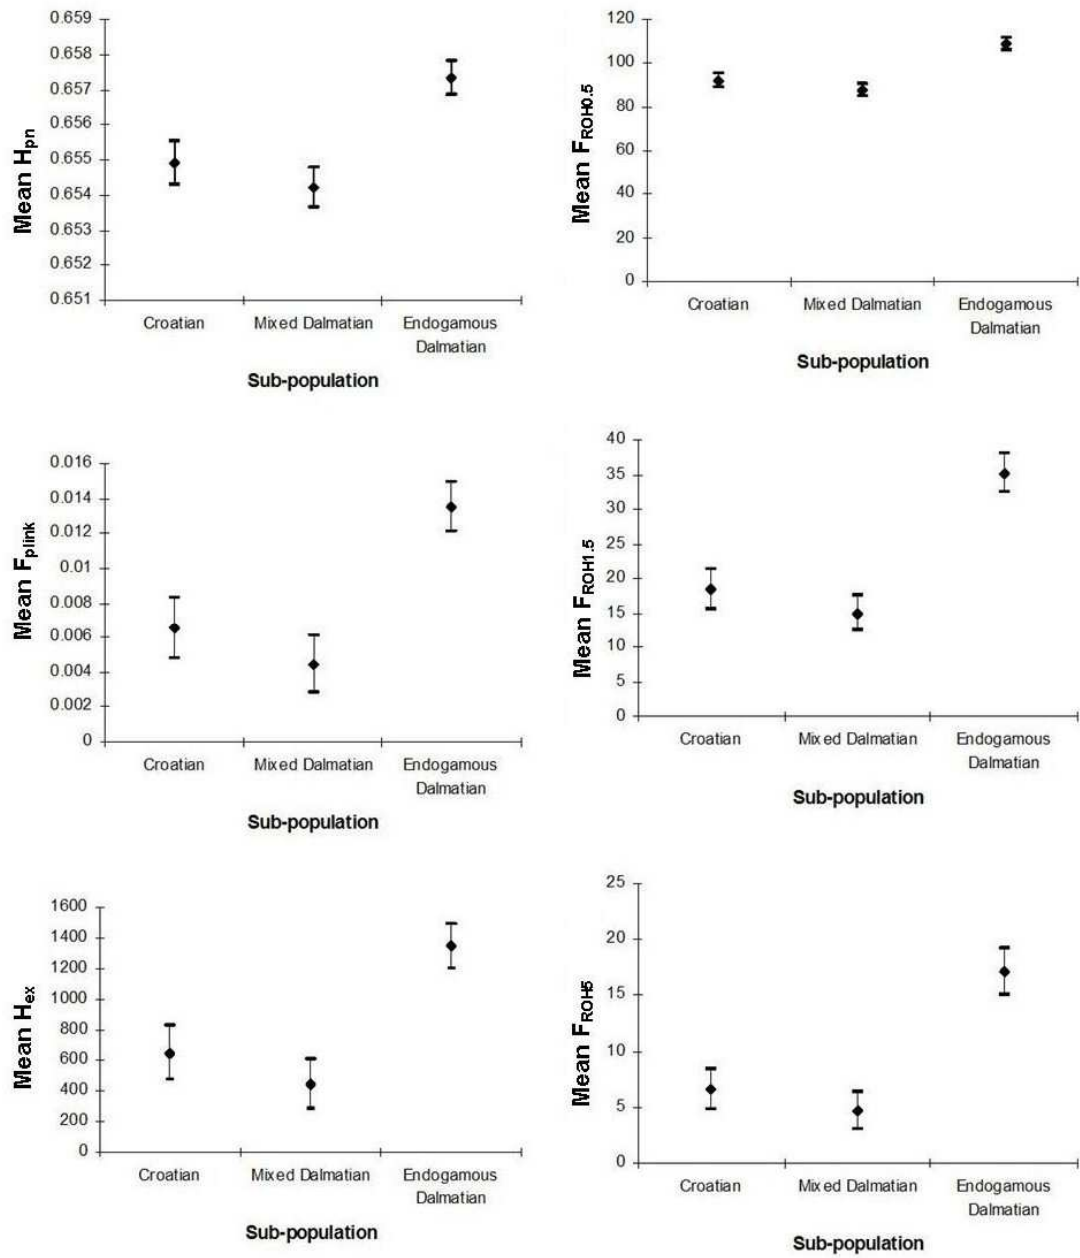 Mean Hpn
0.659
0.658
0.657
0.656
0.655
0.654
0.653
0.652
0.651
Croatian
Mixed Dalmatian
Endogamous
Dalmatian
Sub-population
Mean FROH0.5
120
100
80
60
40
20
0
Croatian
Mixed Dalmatian
Endogamous
Dalmatian
Sub-population
Mean Fplink
0.016
0.014
0.012
0.01
0.008
0.006
0.004
0.002
0
Croatian
Mixed Dalmatian
Endogamous
Dalmatian
Sub-population
Mean FROH1.5
40
35
30
25
20
15
10
5
0
Croatian
Mixed Dalmatian
Endogamous
Dalmatian
Sub-population
Mean Hex
1600
1400
1200
1000
800
600
400
200
0
Croatian
Mixed Dalmatian
Endogamous
Dalmatian
Sub-population
Mean FROH5
25
20
15
10
5
0
Croatian
Mixed Dalmatian
Endogamous
Dalmatian
Sub-population